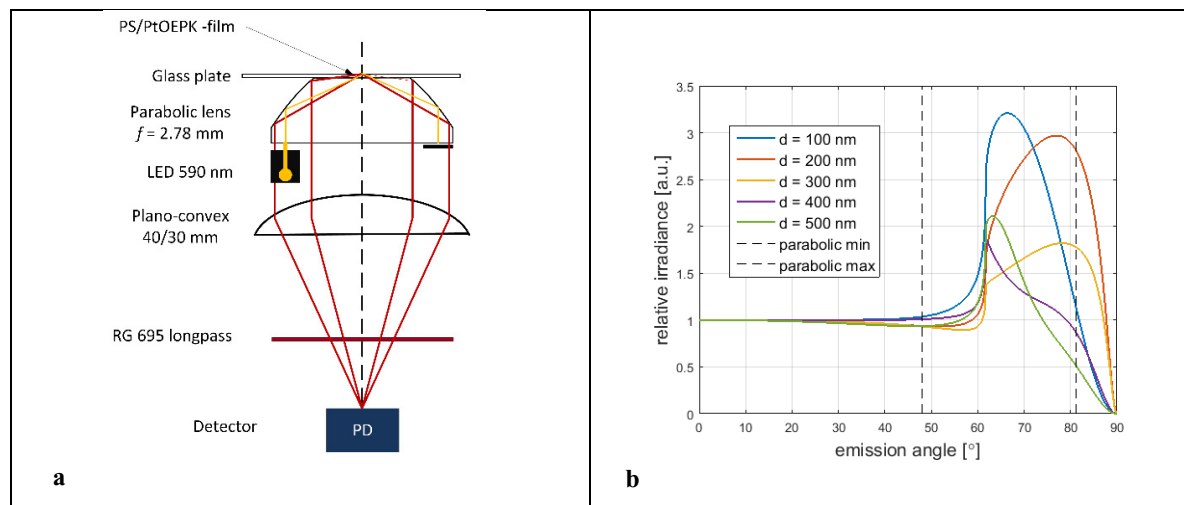 PS/PtOEPK -film
Glass plate
Parabolic lens
f = 2.78 mm
LED 590 nm
Plano-convex
40/30 mm
RG 695 longpass
Detector
PD
a
3.5
3
2.5
2
1.5
1
0.5
0
relative irradiance [a.u.]
d = 100 nm
d = 200 nm
d = 300 nm
d = 400 nm
d = 500 nm
parabolic min
parabolic max
0 10 20 30 40 50 60 70 80 90
emission angle [°]
b